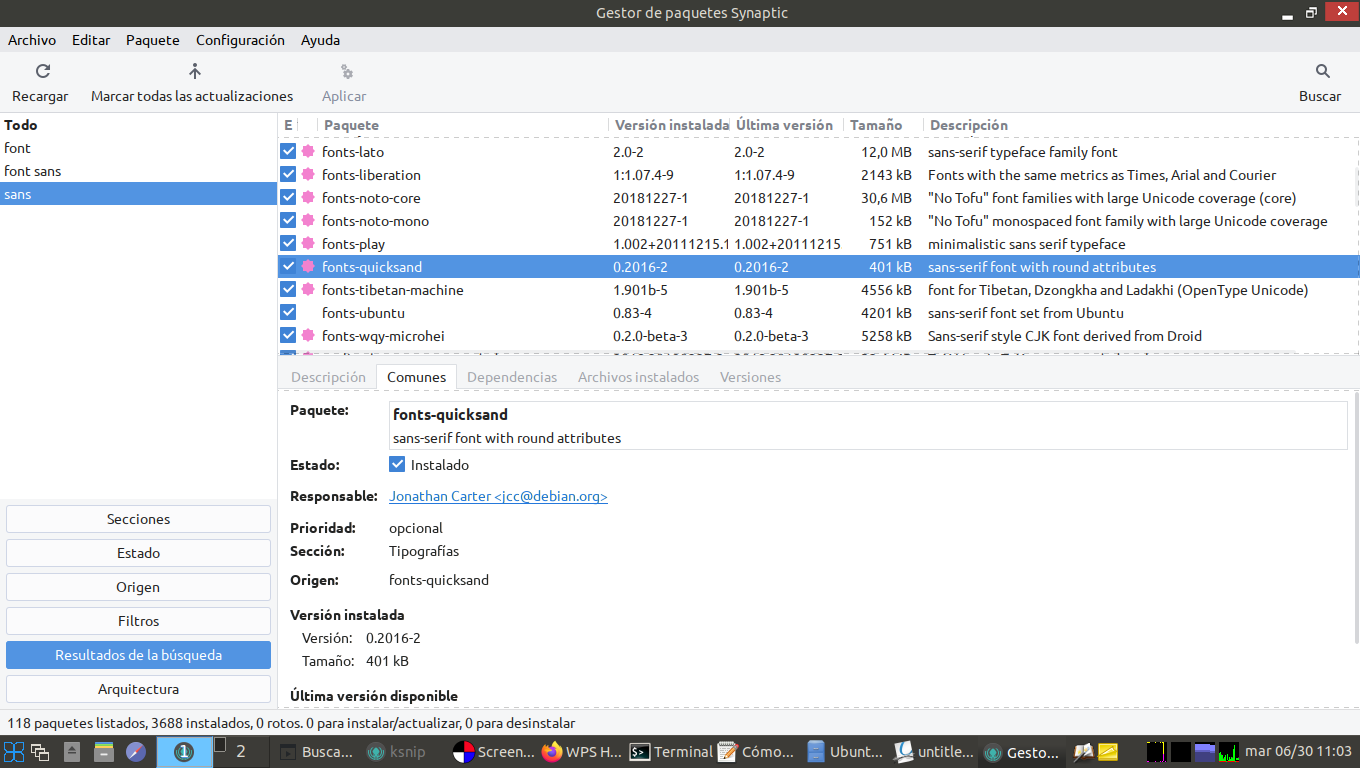 Gestor de paquetes Synaptic
Archivo Editar Paquete Configuración Ayuda
Recargar Marcar todas las actualizaciones Aplicar Buscar
Todo
font
font sans
sans
E Paquete Versión instalada Última versión Tamaño Descripción
fonts-lato 2.0-2 2.0-2 12,0 MB sans-serif typeface family font
fonts-liberation 1:1.07.4-9 1:1.07.4-9 2143 kB Fonts with the same metrics as Times, Arial and Courier
fonts-noto-core 20181227-1 20181227-1 30,6 MB "No Tofu" font families with large Unicode coverage (core)
fonts-noto-mono 20181227-1 20181227-1 152 kB "No Tofu" monospaced font family with large Unicode coverage
fonts-play 1.002+20111215.1 1.002+20111215 751 kB minimalistic sans serif typeface
fonts-quicksand 0.2016-2 0.2016-2 401 kB sans-serif font with round attributes
fonts-tibetan-machine 1.901b-5 1.901b-5 4556 kB font for Tibetan, Dzongkha and Ladakhi (OpenType Unicode)
fonts-ubuntu 0.83-4 0.83-4 4201 kB sans-serif font set from Ubuntu
fonts-wqy-microhei 0.2.0-beta-3 0.2.0-beta-3 5258 kB Sans-serif style CJK font derived from Droid
Descripción Comunes Dependencias Archivos instalados Versiones
Paquete: fonts-quicksand
sans-serif font with round attributes
Estado: Instalado
Responsable: Jonathan Carter <jcc@debian.org>
Prioridad: opcional
Sección: Tipografías
Origen: fonts-quicksand
Versión instalada
Versión: 0.2016-2
Tamaño: 401 kB
Última versión disponible
Secciones
Estado
Origen
Filtros
Resultados de la búsqueda
Arquitectura
118 paquetes listados, 3688 instalados, 0 rotos. 0 para instalar/actualizar, 0 para desinstalar
1 2 Busca... ksnip Screen... WPS H... Terminal Cómo... Ubunt... untitle... Gesto... mar 06/30 11:03